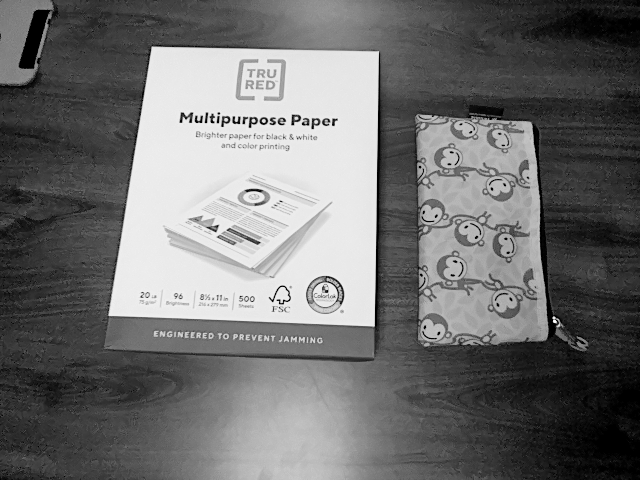 TRU
RED
Multipurpose Paper
Brighter paper for black & white
and color printing
20 LB
75 g/m²
96
Brightness
8½ x 11 in
216 x 279 mm
500
Sheets
FSC
ColorLok
ENGINEERED TO PREVENT JAMMING